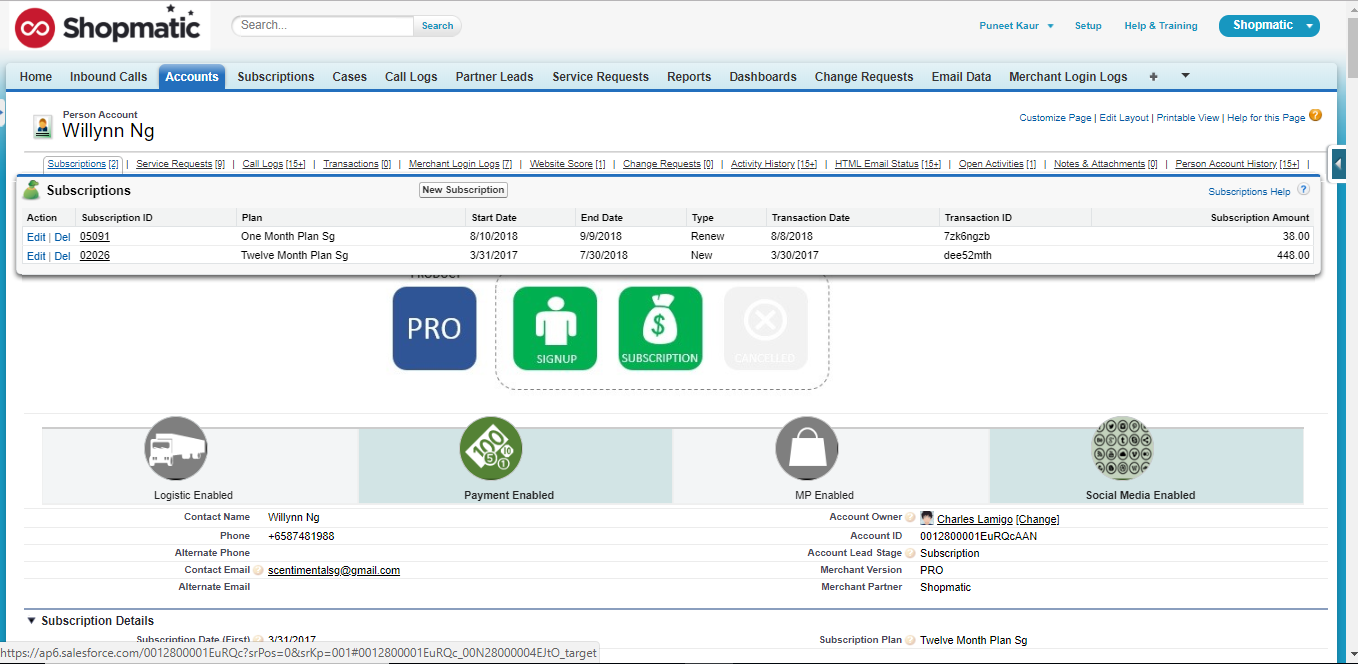 Shopmatic
Search...
Search
Puneet Kaur
Setup
Help & Training
Shopmatic
Home Inbound Calls Accounts Subscriptions Cases Call Logs Partner Leads Service Requests Reports Dashboards Change Requests Email Data Merchant Login Logs +
Person Account
Willynn Ng
Customize Page | Edit Layout | Printable View | Help for this Page ?
Subscriptions [2] | Service Requests [9] | Call Logs [15+] | Transactions [0] | Merchant Login Logs [7] | Website Score [1] | Change Requests [0] | Activity History [15+] | HTML Email Status [15+] | Open Activities [1] | Notes & Attachments [0] | Person Account History [15+] |
Subscriptions
New Subscription
Subscriptions Help ?
Action Subscription ID Plan Start Date End Date Type Transaction Date Transaction ID Subscription Amount
Edit | Del 05091 One Month Plan Sg 8/10/2018 9/9/2018 Renew 8/8/2018 7zk6ngzb 38.00
Edit | Del 02026 Twelve Month Plan Sg 3/31/2017 7/30/2018 New 3/30/2017 dee52mth 448.00
PRODUCT
PRO
SIGNUP
$
SUBSCRIPTION
CANCELLED
Logistic Enabled
100
5 10
1
Payment Enabled
MP Enabled
Social Media Enabled
Contact Name Willynn Ng Account Owner Charles Lamigo [Change]
Phone +6587481988 Account ID 0012800001EuRQcAAN
Alternate Phone Account Lead Stage Subscription
Contact Email scentimentalsg@gmail.com Merchant Version PRO
Alternate Email Merchant Partner Shopmatic
Subscription Details
Subscription Date (First) 3/31/2017 Subscription Plan Twelve Month Plan Sg
https://ap6.salesforce.com/0012800001EuRQc?srPos=0&srKp=001#0012800001EuRQc_00N28000004EJtO_target